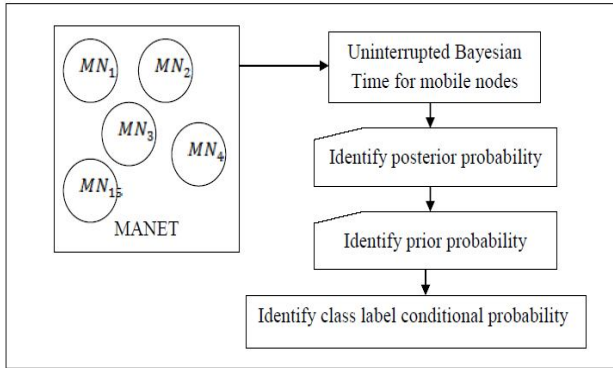 MN1
MN2
MN3
MN4
MN15
MANET
Uninterrupted Bayesian
Time for mobile nodes
Identify posterior probability
Identify prior probability
Identify class label conditional probability